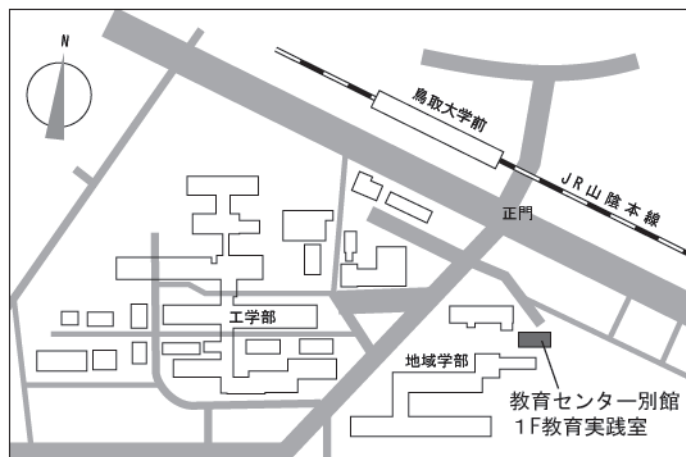 N
鳥取大学前
JR山陰本線
正門
工学部
地域学部
教育センター別館
1F教育実践室